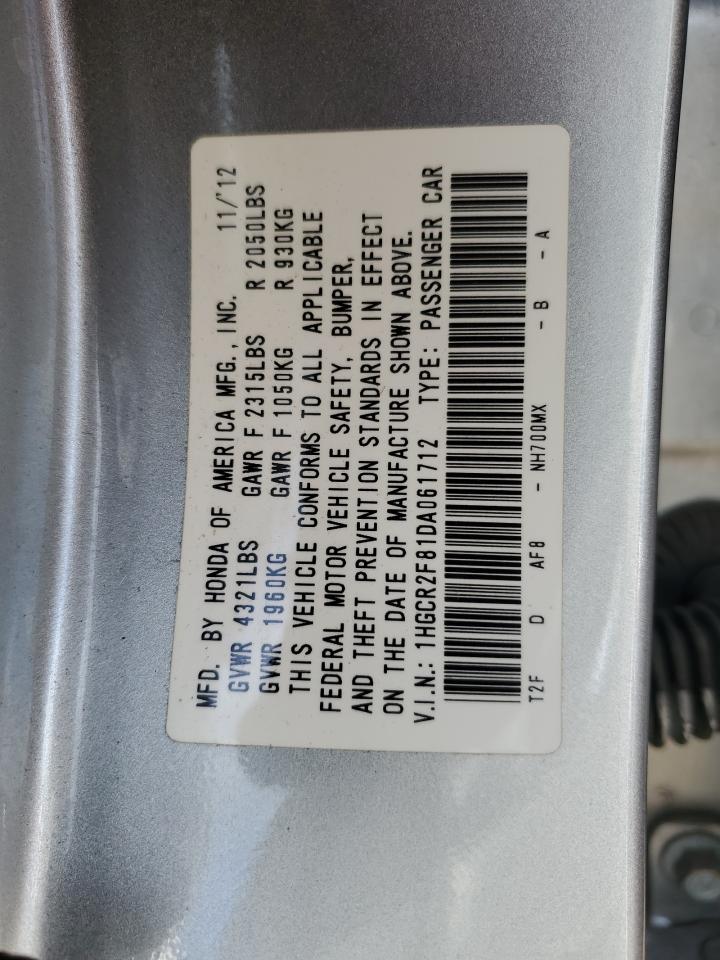 MFD. BY HONDA OF AMERICA MFG., INC. 11/'12
GVWR 4321LBS GAWR F 2315LBS R 2050LBS
GVWR 1960KG GAWR F 1050KG R 930KG
THIS VEHICLE CONFORMS TO ALL APPLICABLE
FEDERAL MOTOR VEHICLE SAFETY, BUMPER,
AND THEFT PREVENTION STANDARDS IN EFFECT
ON THE DATE OF MANUFACTURE SHOWN ABOVE.
V.I.N.: 1HGCR2F81DA061712 TYPE: PASSENGER CAR
T2F D AF8 - NH700MX - B - A